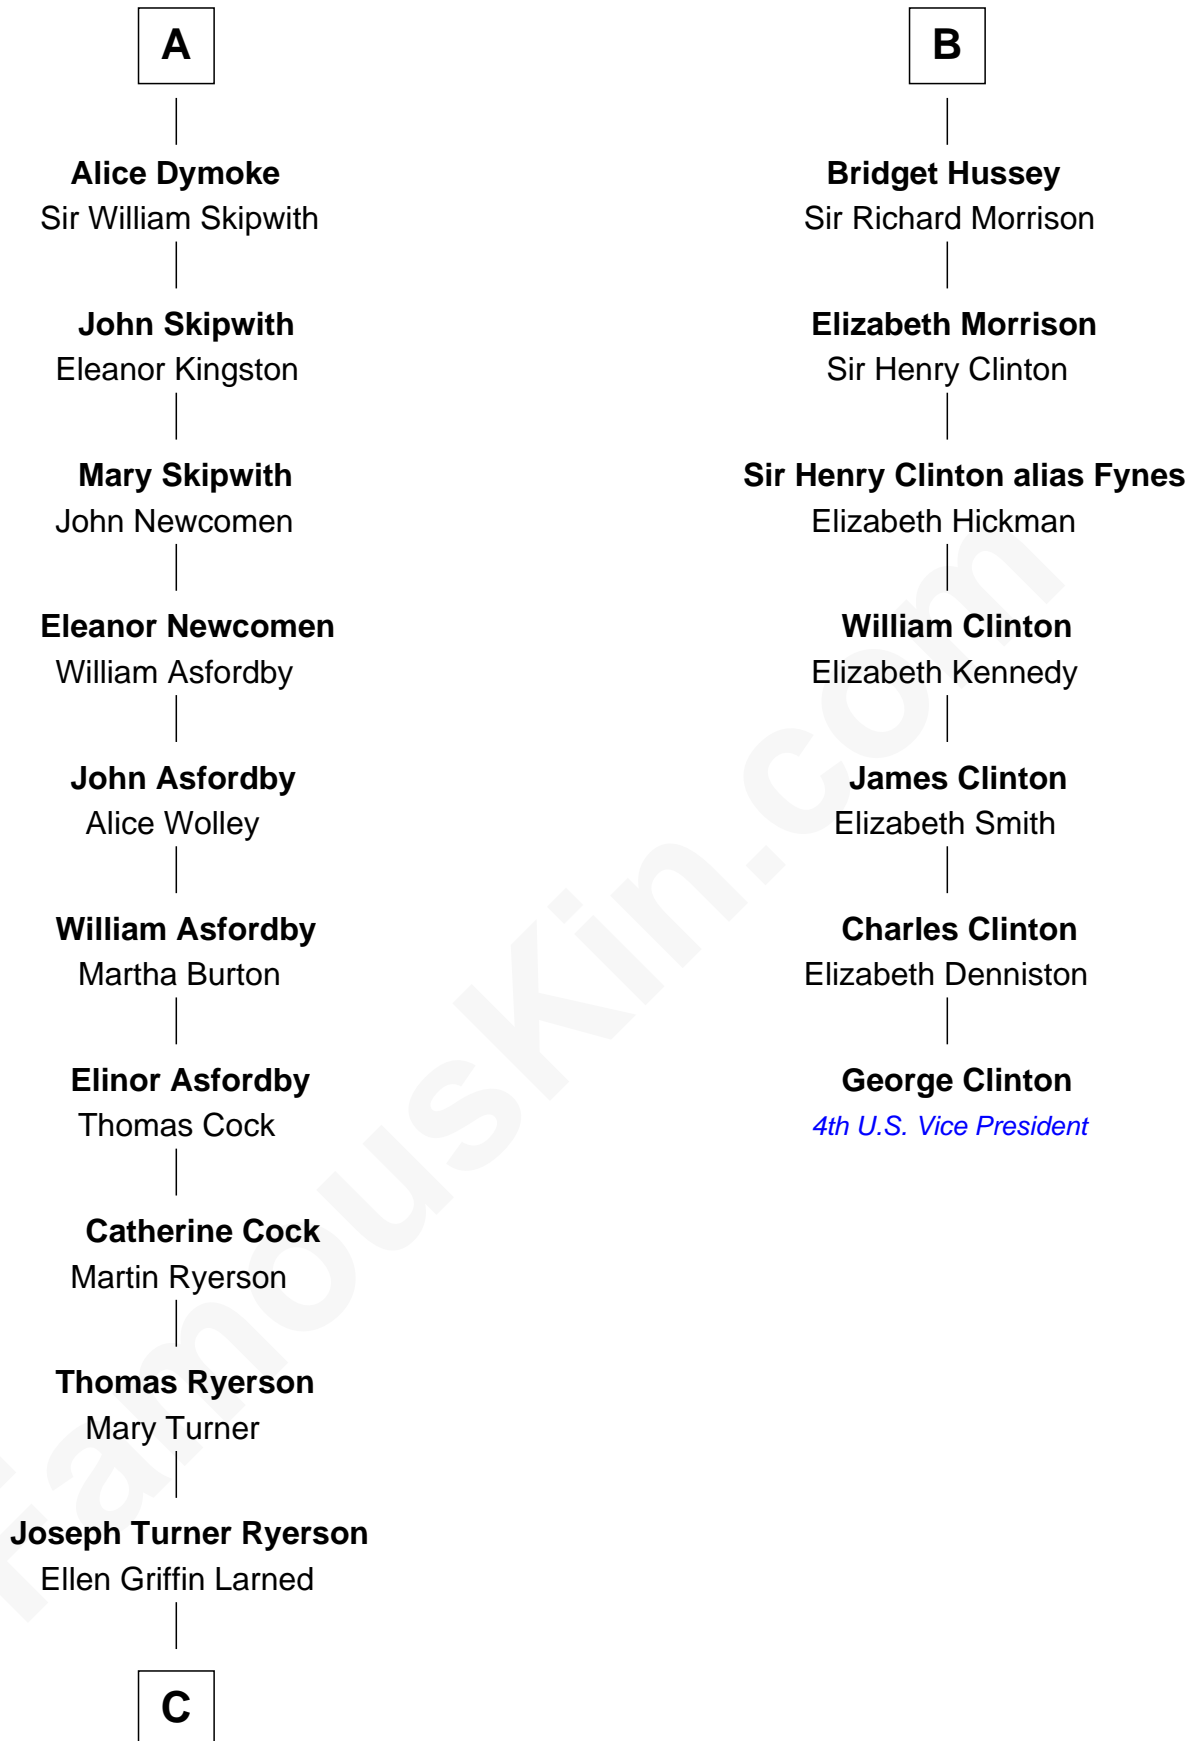 A
Alice Dymoke
Sir William Skipwith
John Skipwith
Eleanor Kingston
Mary Skipwith
John Newcomen
Eleanor Newcomen
William Asfordby
John Asfordby
Alice Wolley
William Asfordby
Martha Burton
Elinor Asfordby
Thomas Cock
Catherine Cock
Martin Ryerson
Thomas Ryerson
Mary Turner
Joseph Turner Ryerson
Ellen Griffin Larned
C
B
Bridget Hussey
Sir Richard Morrison
Elizabeth Morrison
Sir Henry Clinton
Sir Henry Clinton alias Fynes
Elizabeth Hickman
William Clinton
Elizabeth Kennedy
James Clinton
Elizabeth Smith
Charles Clinton
Elizabeth Denniston
George Clinton
4th U.S. Vice President
FamousKin.com